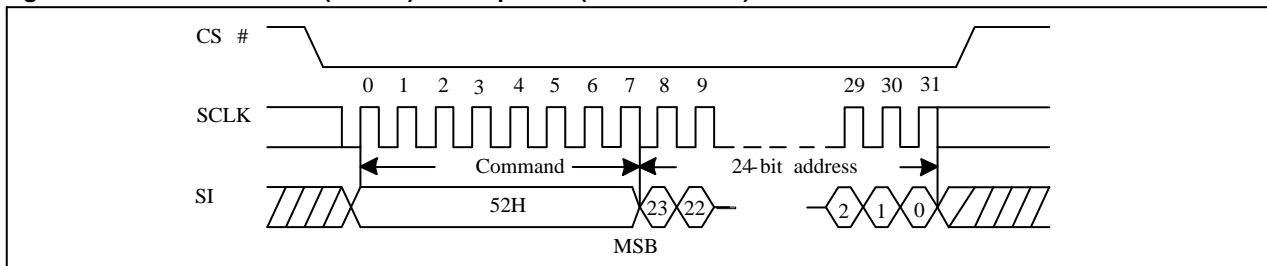 CS #
0 1 2 3 4 5 6 7 8 9 29 30 31
SCLK
Command 24-bit address
SI 52H 23 22 2 1 0
MSB